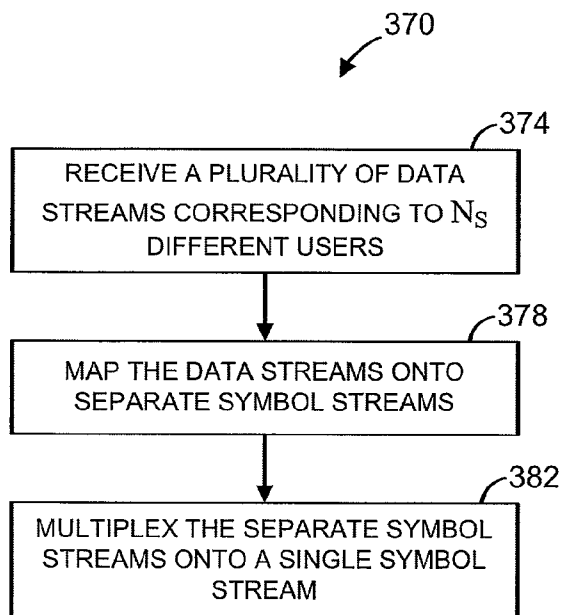 370
374
RECEIVE A PLURALITY OF DATA
STREAMS CORRESPONDING TO NS
DIFFERENT USERS
378
MAP THE DATA STREAMS ONTO
SEPARATE SYMBOL STREAMS
382
MULTIPLEX THE SEPARATE SYMBOL
STREAMS ONTO A SINGLE SYMBOL
STREAM